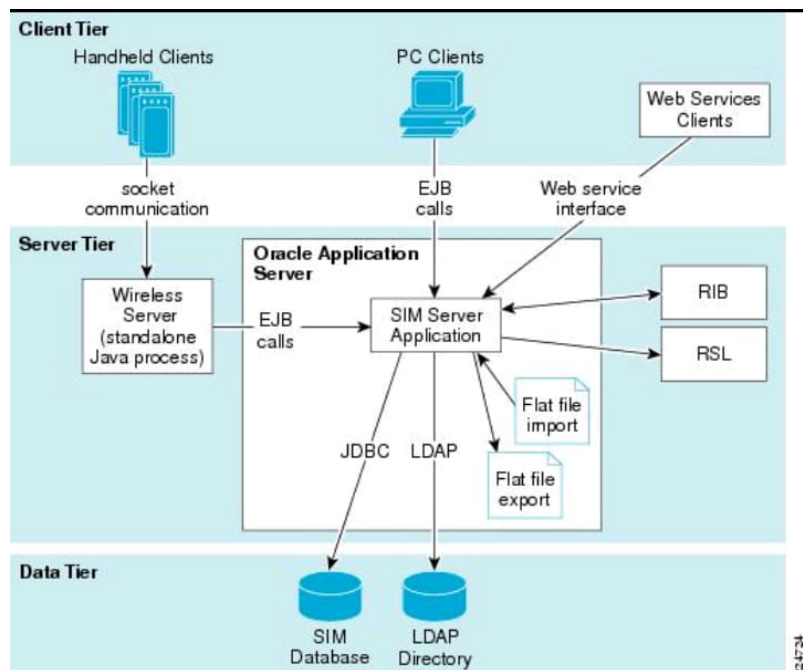 Client Tier
Handheld Clients
PC Clients
Web Services
Clients
socket
communication
EJB
calls
Web service
interface
Server Tier
Oracle Application
Server
Wireless
Server
(standalone
Java process)
EJB
calls
SIM Server
Application
RIB
RSL
Flat file
import
JDBC
LDAP
Flat file
export
Data Tier
SIM
Database
LDAP
Directory